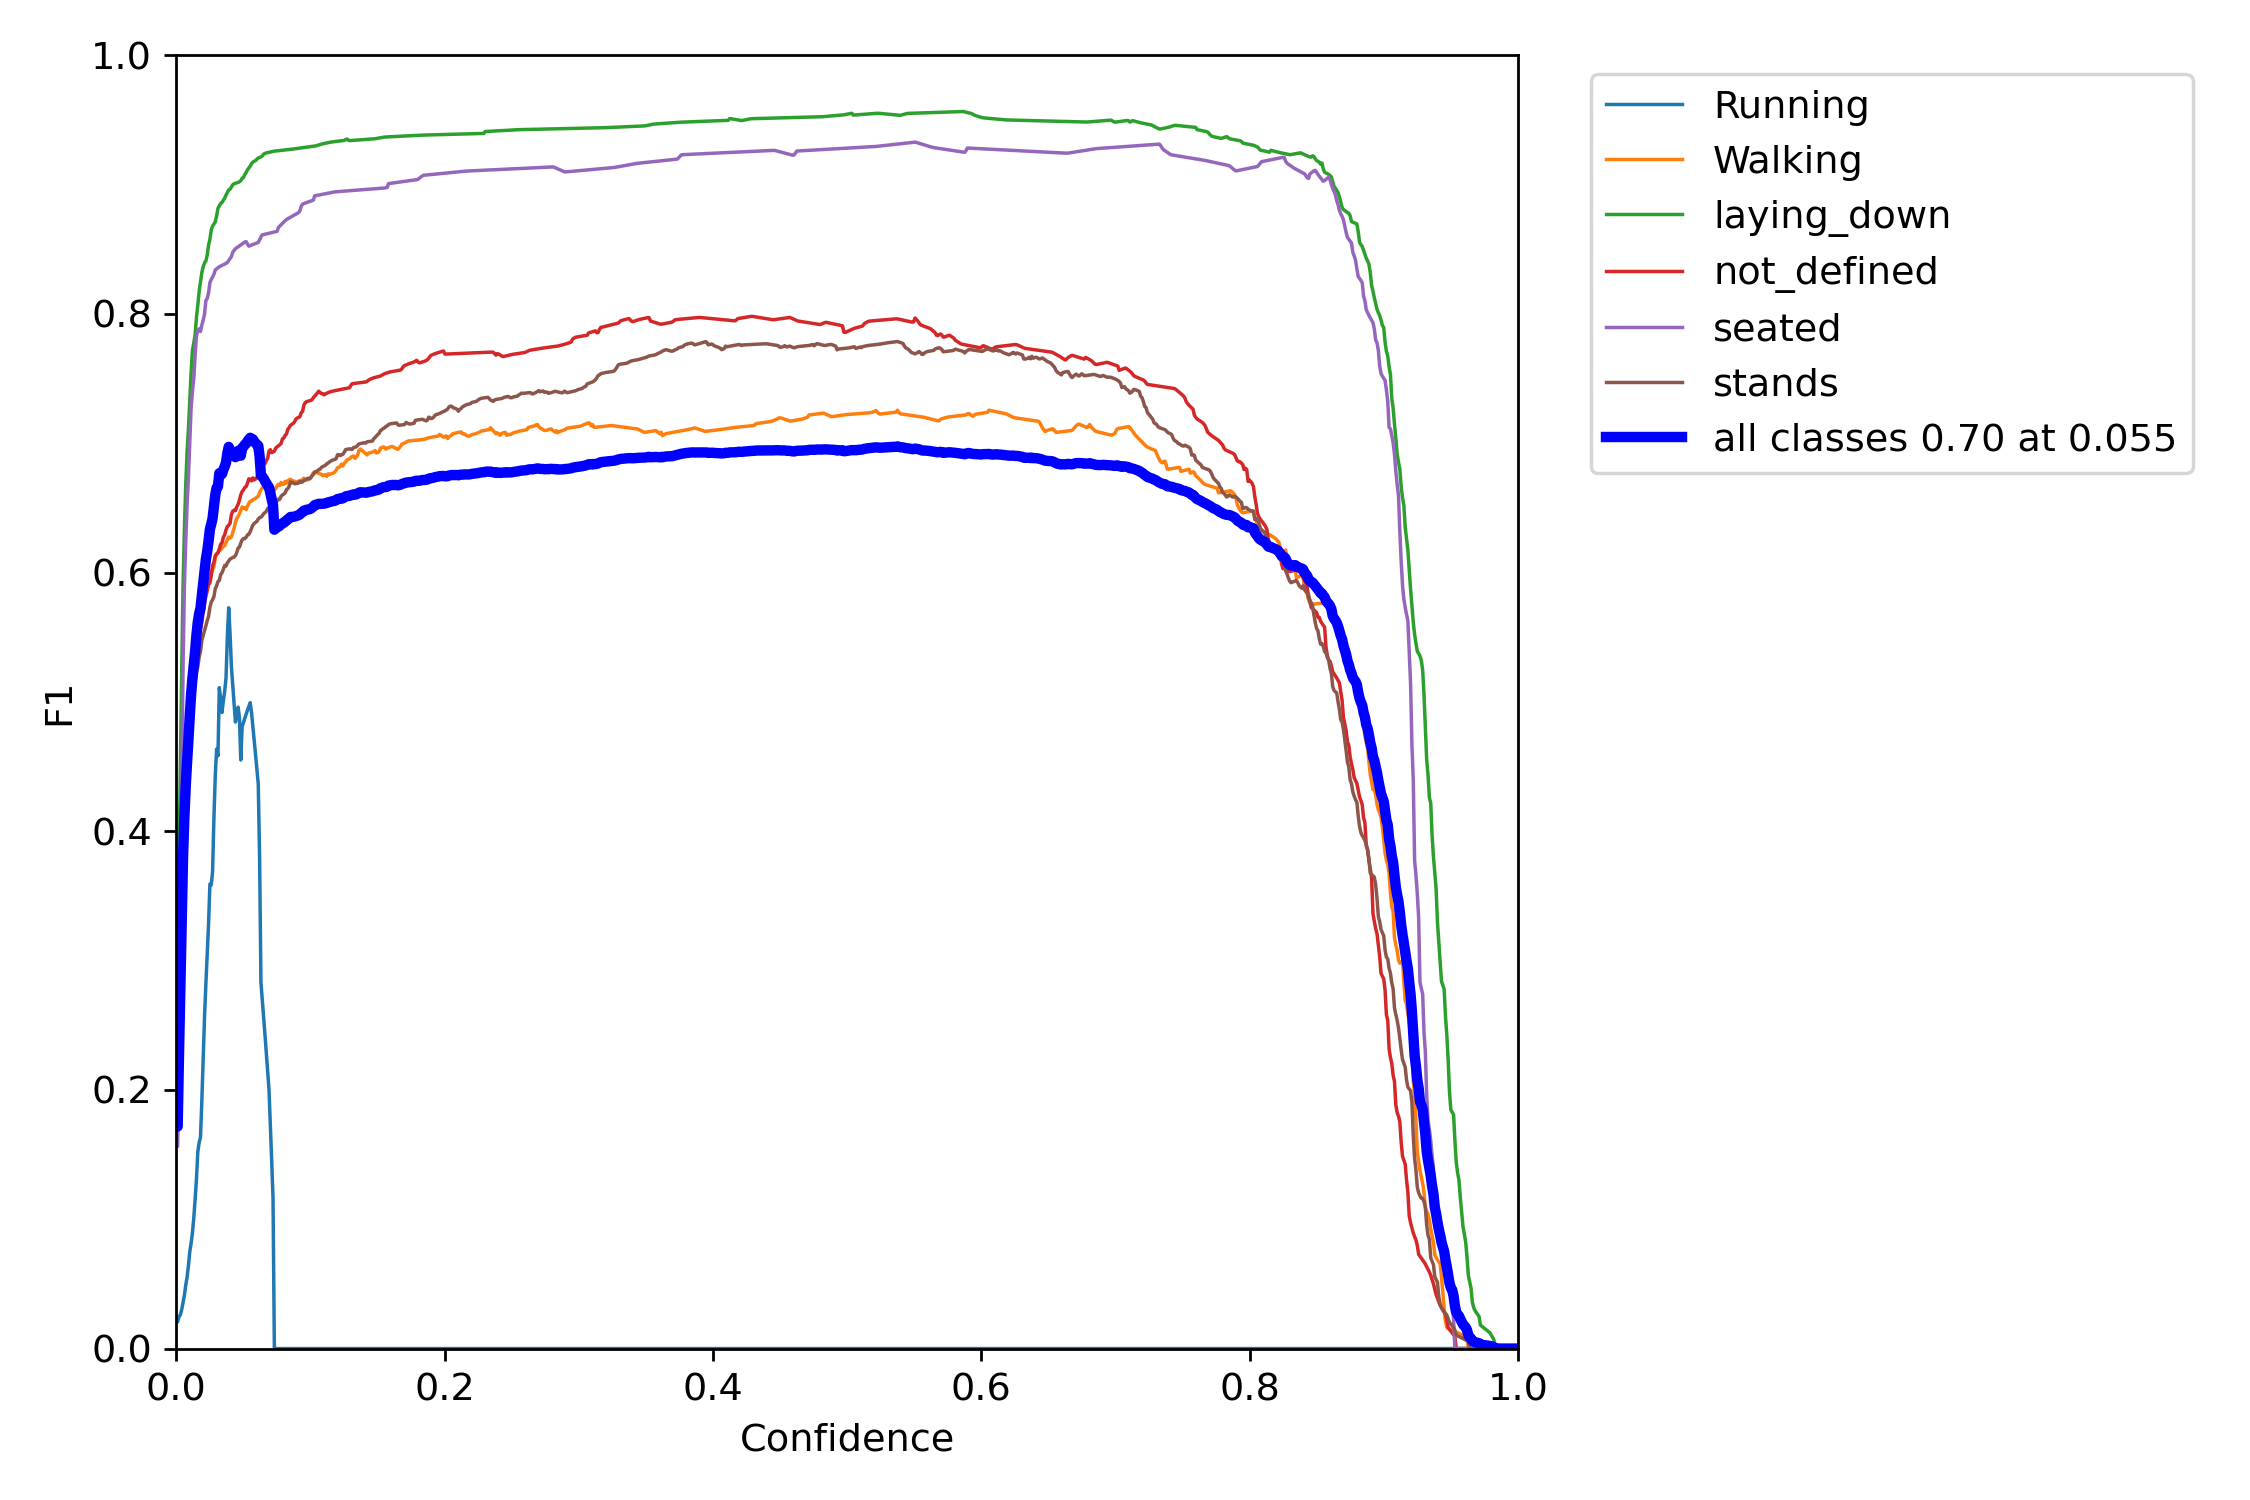 1.0
0.8
0.6
0.4
0.2
0.0
F1
0.0 0.2 0.4 0.6 0.8 1.0
Confidence
Running
Walking
laying_down
not_defined
seated
stands
all classes 0.70 at 0.055